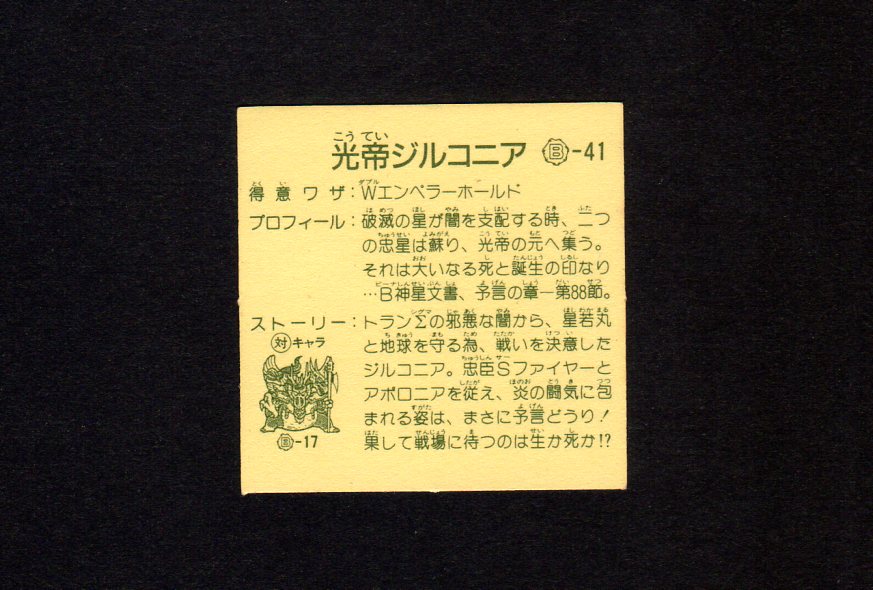 光帝ジルコニア Ⓑ-41
得意ワザ:Wエンペラーホールド
プロフィール:破滅の星が闇を支配する時、二つ
の忠星は蘇り、光帝の元へ集う。
それは大いなる死と誕生の印なり
…B神星文書、予言の章―第88節。
ストーリー:トランΣの邪悪な闇から、星若丸
と地球を守る為、戦いを決意した
ジルコニア。忠臣Sファイヤーと
アポロニアを従え、炎の闘気に包
まれる姿は、まさに予言どうり!
果して戦場に待つのは生か死か!?
対キャラ
-17